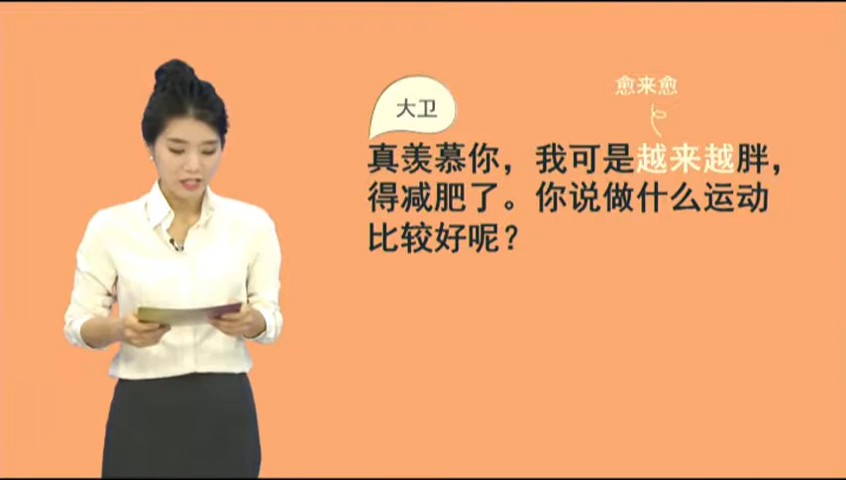 愈来愈
大卫
真羡慕你，我可是越来越胖，
得减肥了。你说做什么运动
比较好呢？